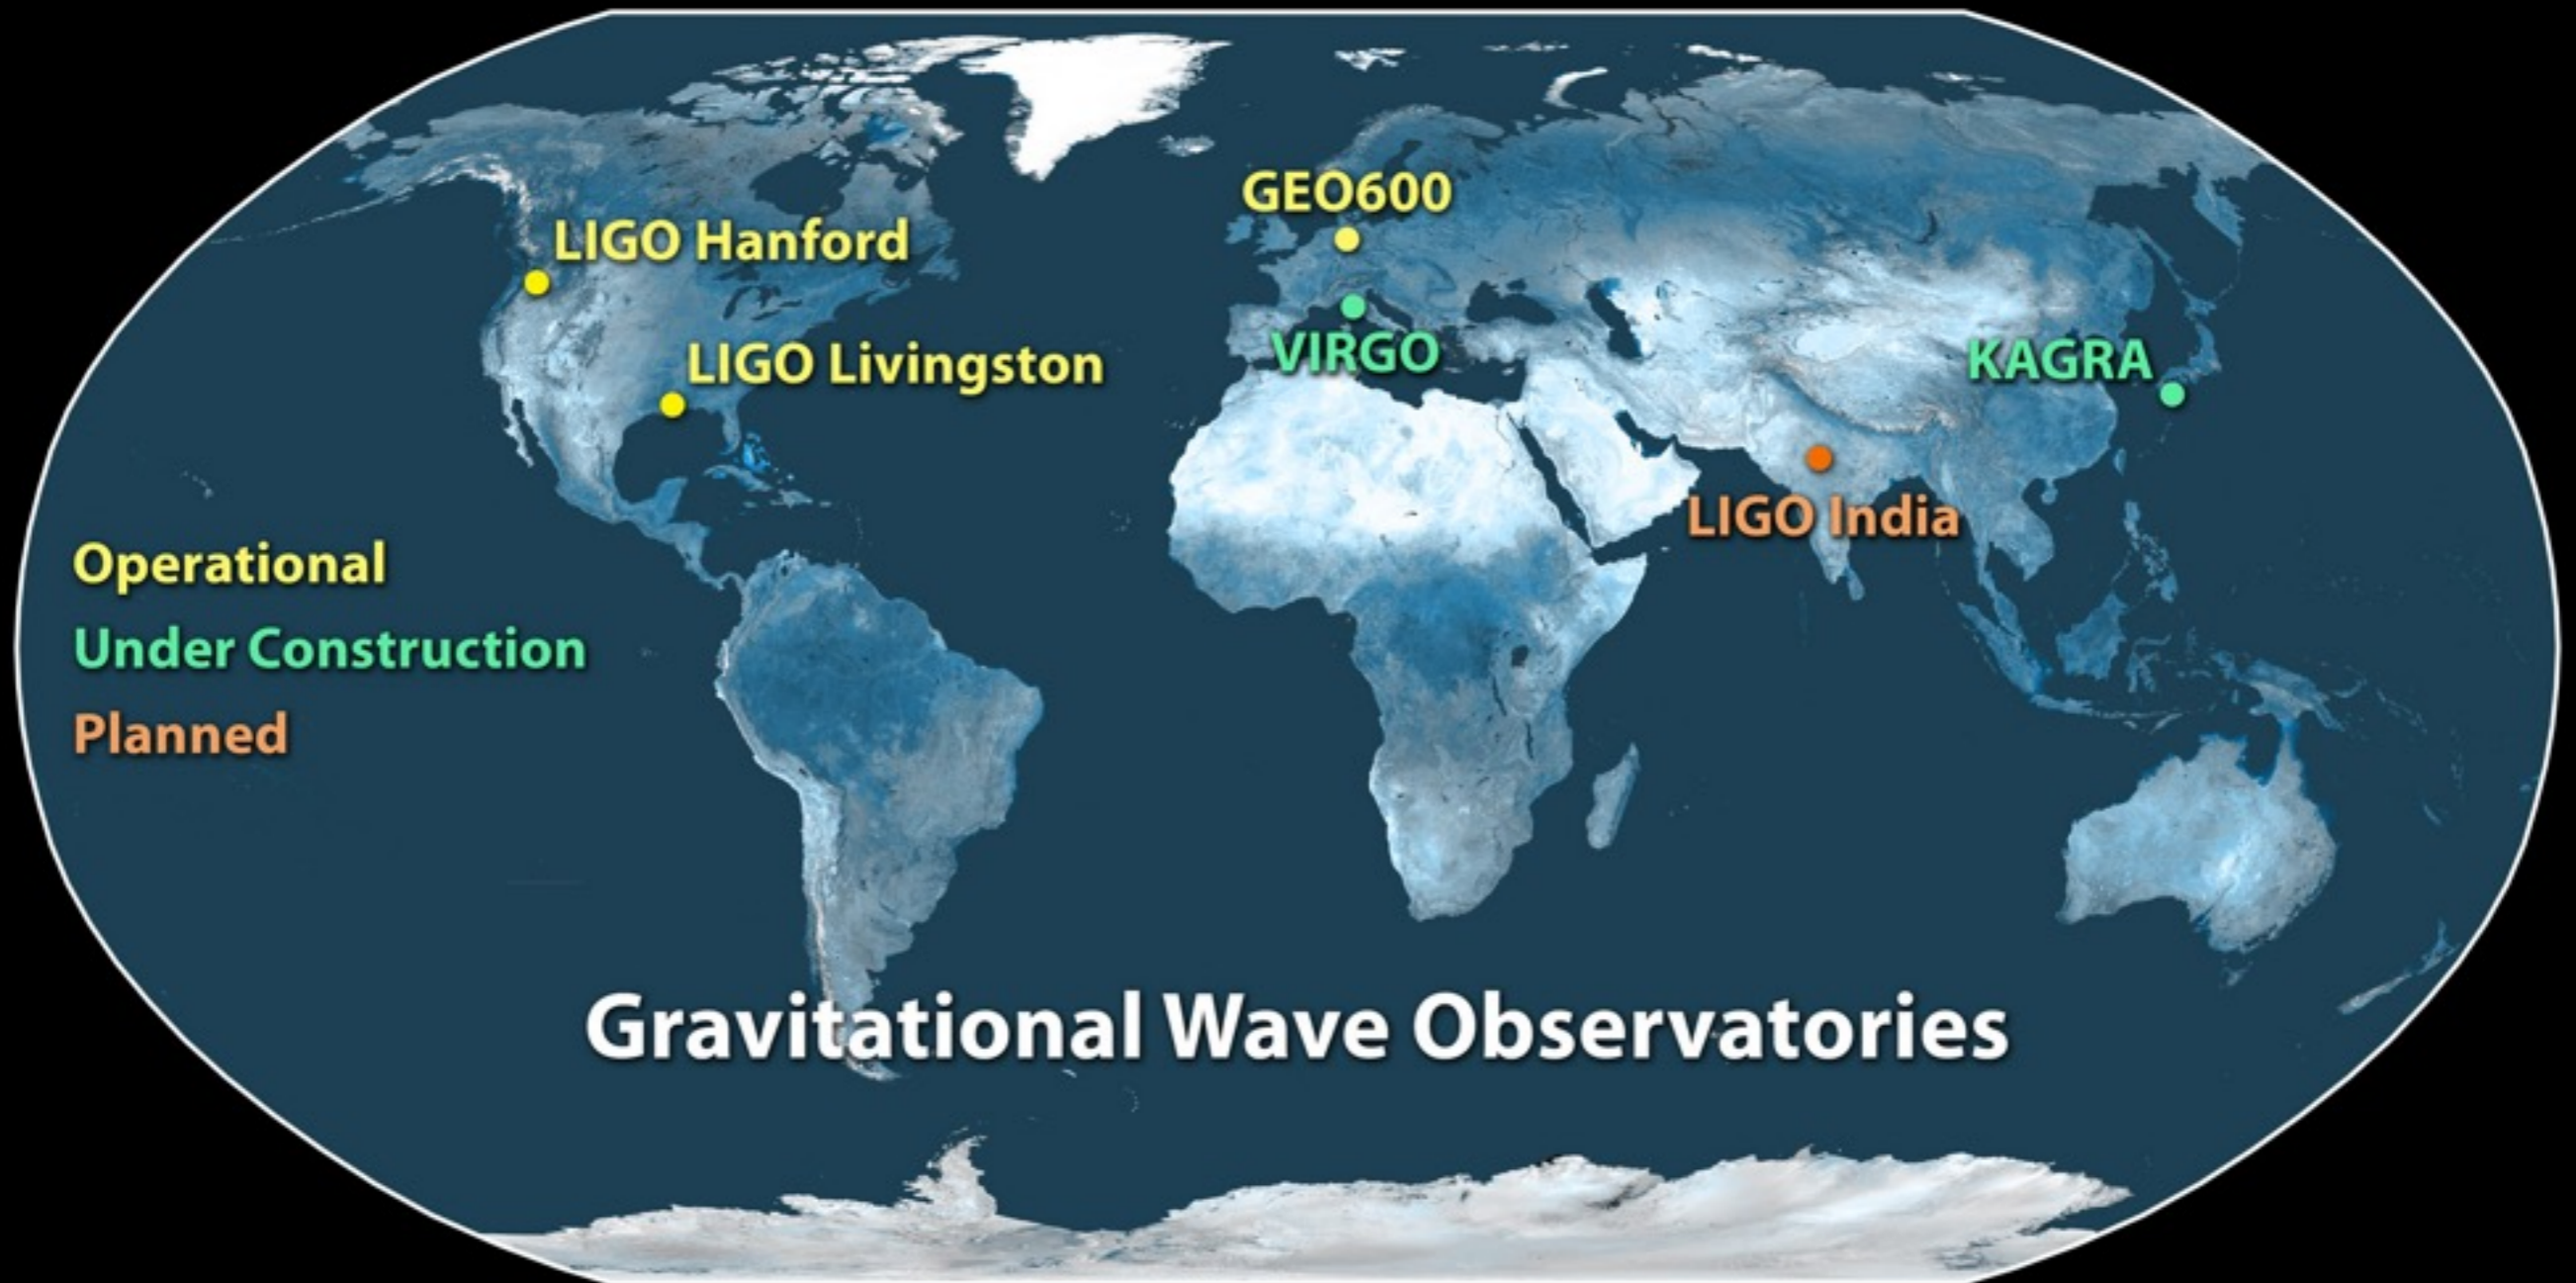 GEO600
LIGO Hanford
VIRGO
KAGRA
LIGO Livingston
LIGO India
Operational
Under Construction
Planned
Gravitational Wave Observatories